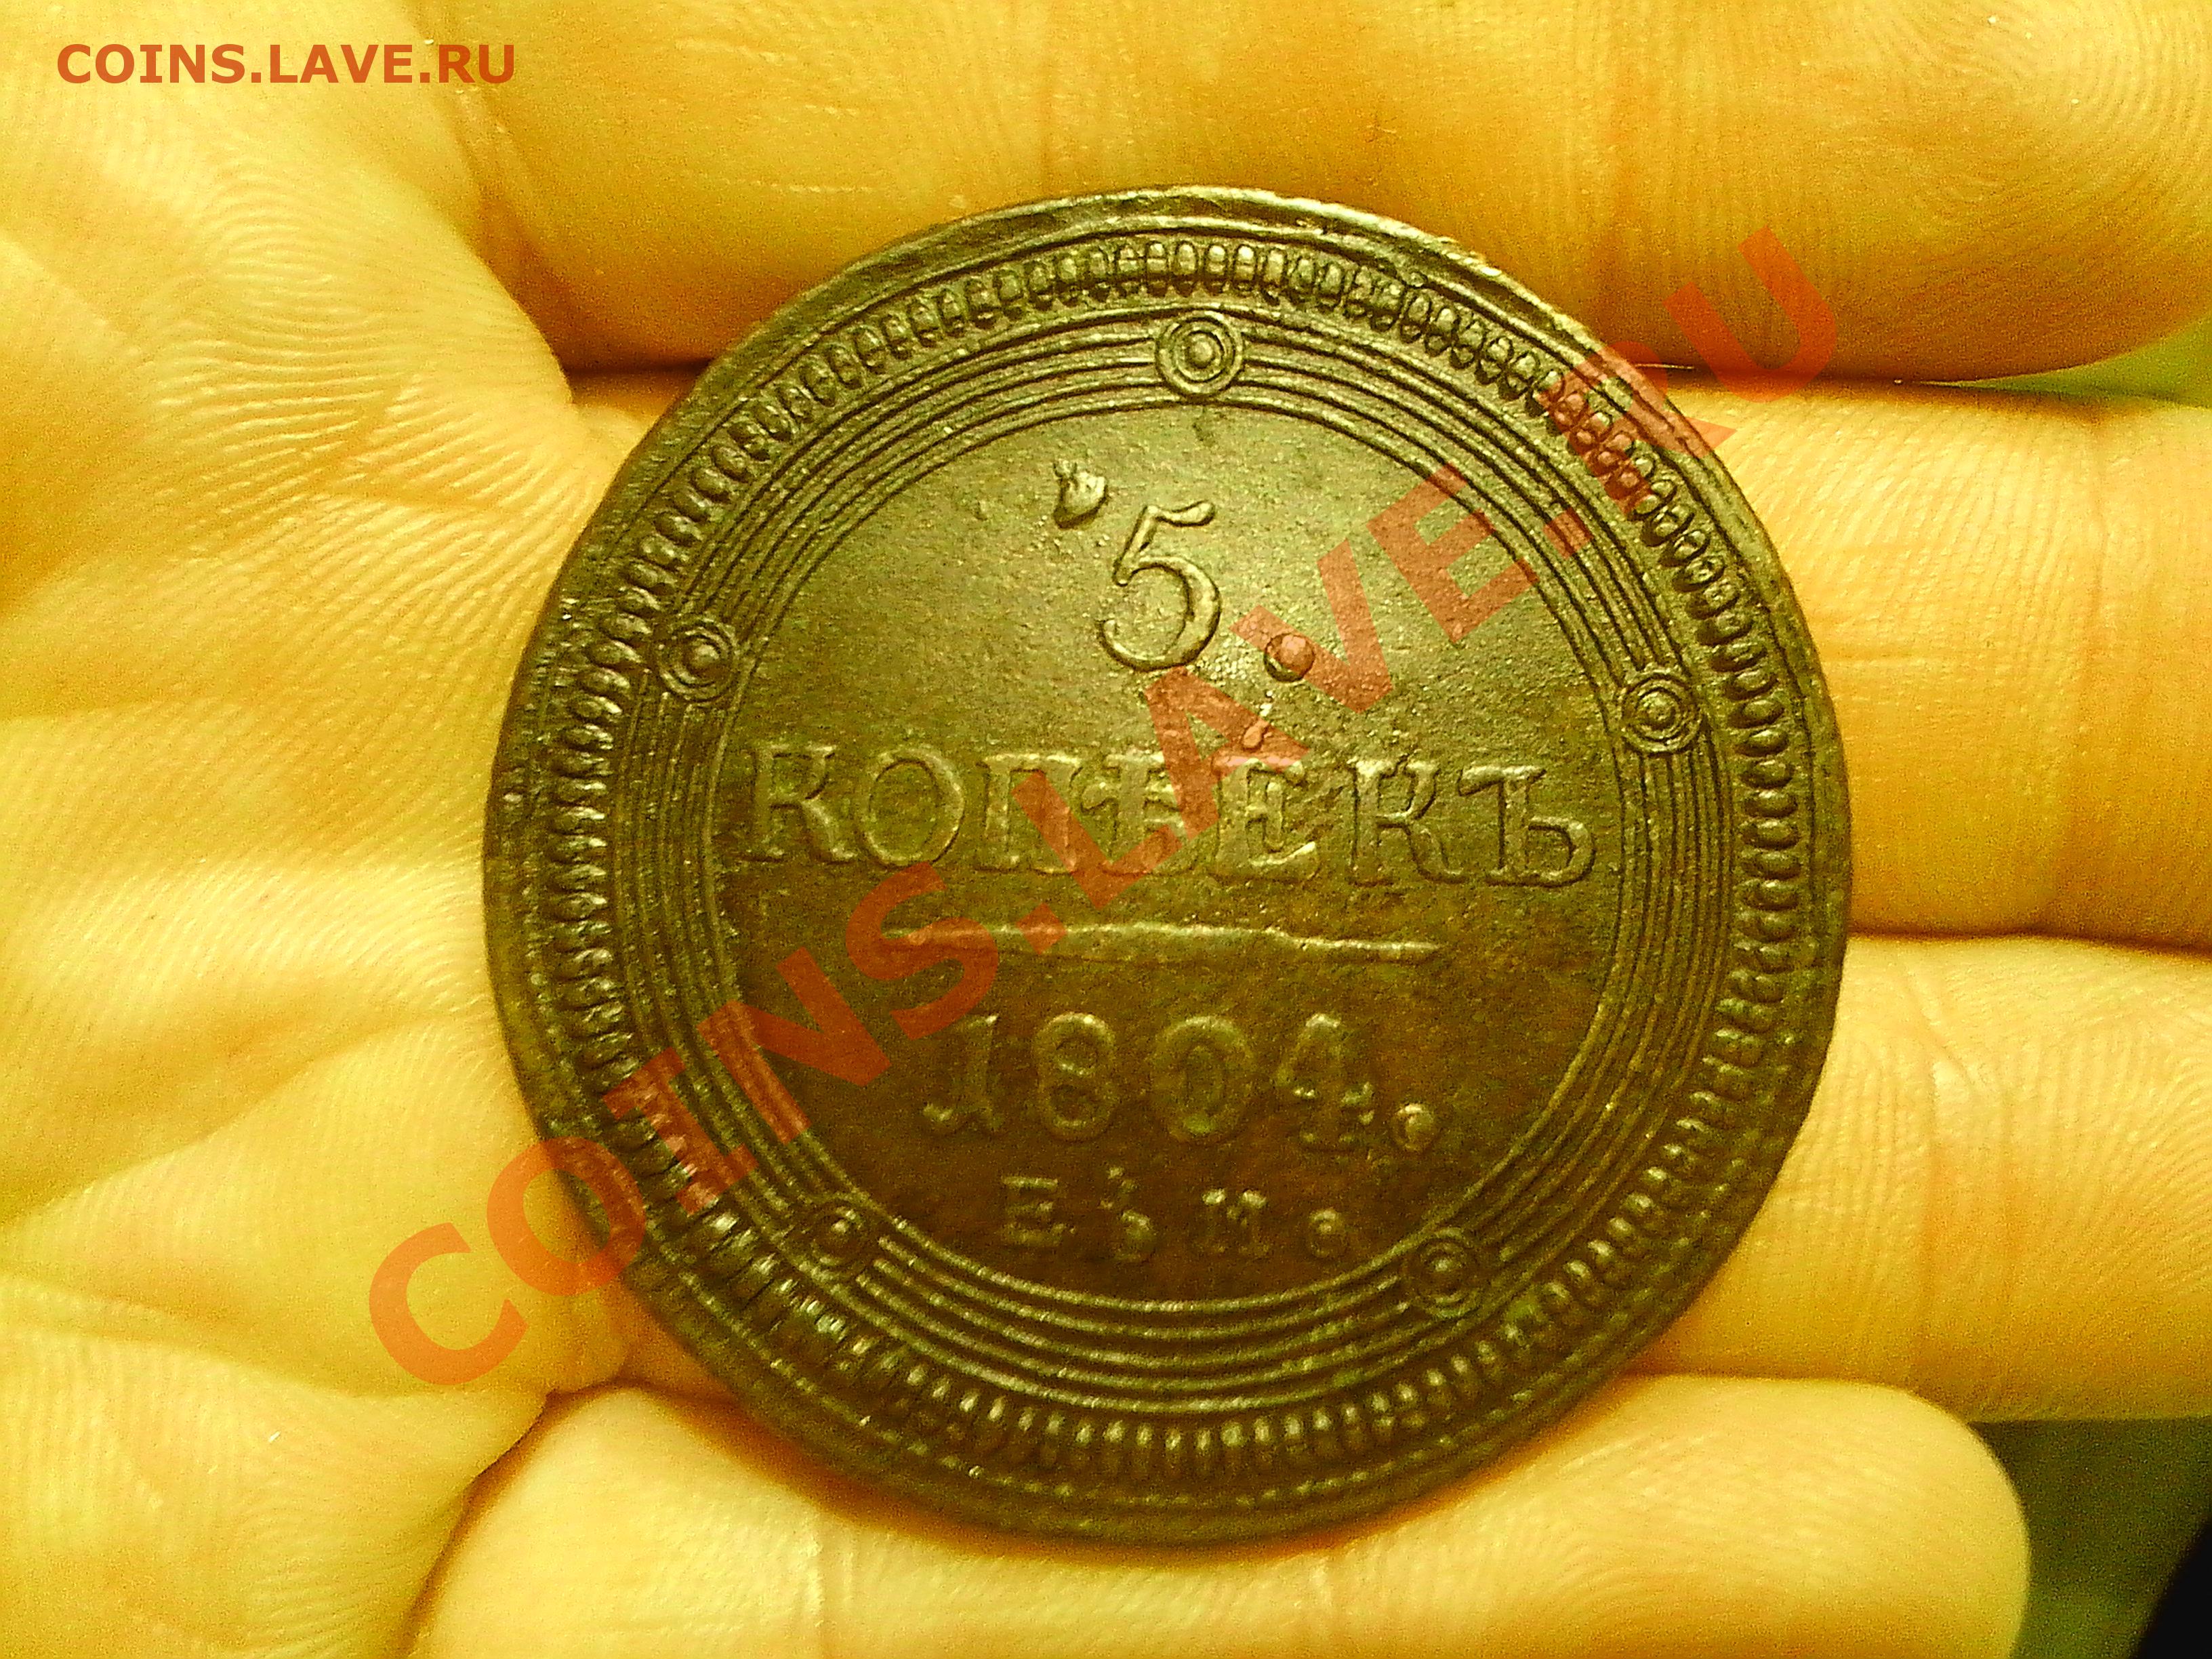 COINS.LAVE.RU
5.
КОПѢЕКЪ
1804.
Е.М.
COINS.LAVE.RU